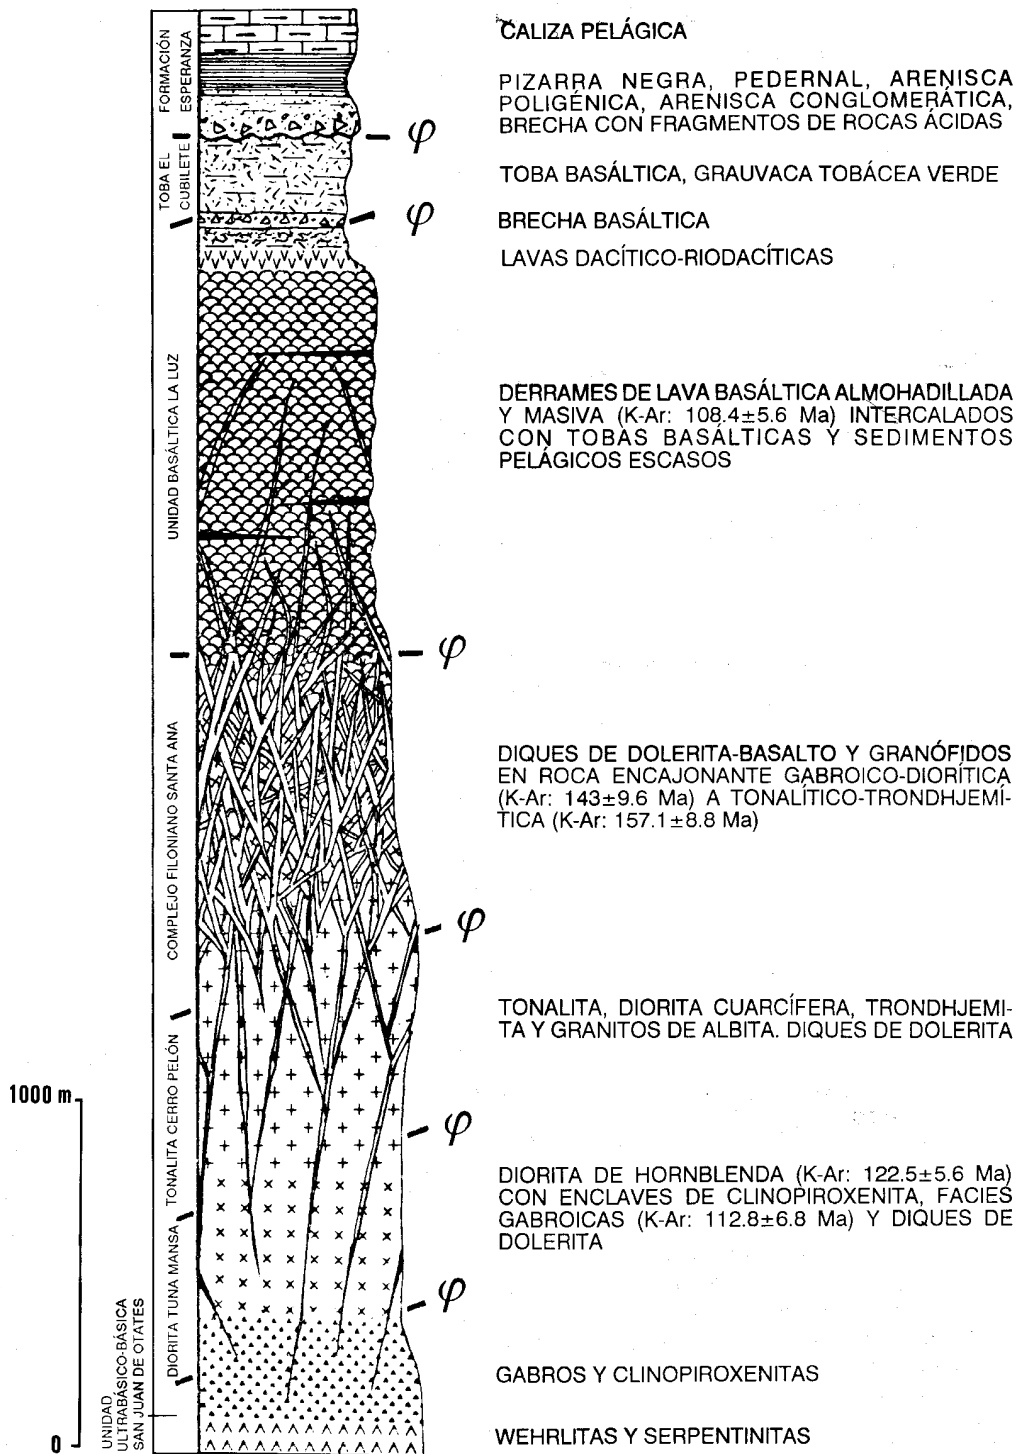 FORMACIÓN
ESPERANZA
CALIZA PELÁGICA
PIZARRA NEGRA, PEDERNAL, ARENISCA
POLIGÉNICA, ARENISCA CONGLOMERÁTICA,
BRECHA CON FRAGMENTOS DE ROCAS ÁCIDAS
φ
TOBA EL
CUBILETE
TOBA BASÁLTICA, GRAUVACA TOBÁCEA VERDE
φ
BRECHA BASÁLTICA
LAVAS DACÍTICO-RIODACÍTICAS
UNIDAD BASÁLTICA LA LUZ
DERRAMES DE LAVA BASÁLTICA ALMOHADILLADA
Y MASIVA (K-Ar: 108.4±5.6 Ma) INTERCALADOS
CON TOBAS BASÁLTICAS Y SEDIMENTOS
PELÁGICOS ESCASOS
φ
COMPLEJO FILONIANO SANTA ANA
DIQUES DE DOLERITA-BASALTO Y GRANÓFIDOS
EN ROCA ENCAJONANTE GABROICO-DIORÍTICA
(K-Ar: 143±9.6 Ma) A TONALÍTICO-TRONDHJEMÍ-
TICA (K-Ar: 157.1±8.8 Ma)
φ
TONALITA CERRO PELÓN
TONALITA, DIORITA CUARCÍFERA, TRONDHJEMI-
TA Y GRANITOS DE ALBITA. DIQUES DE DOLERITA
1000 m
φ
DIORITA TUNA MANSA
DIORITA DE HORNBLENDA (K-Ar: 122.5±5.6 Ma)
CON ENCLAVES DE CLINOPIROXENITA, FACIES
GABROICAS (K-Ar: 112.8±6.8 Ma) Y DIQUES DE
DOLERITA
φ
UNIDAD
ULTRABÁSICO-BÁSICA
SAN JUAN DE OTATES
GABROS Y CLINOPIROXENITAS
WEHRLITAS Y SERPENTINITAS
0